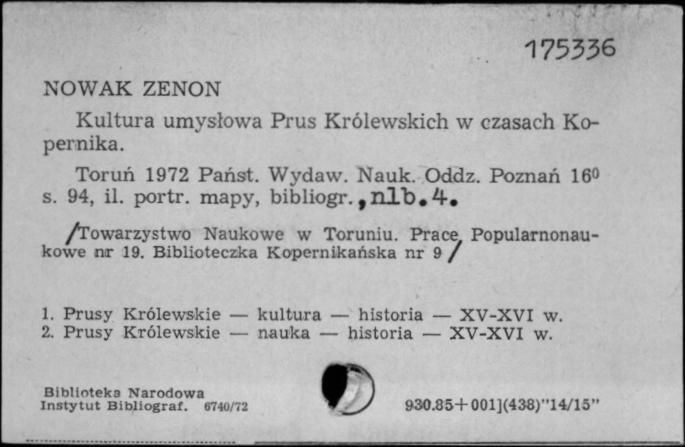 175336
NOWAK ZENON
Kultura umysłowa Prus Królewskich w czasach Ko-
pernika.
Toruń 1972 Państ. Wydaw. Nauk. Oddz. Poznań 16⁰
s. 94, il. portr. mapy, bibliogr., nlb. 4.
/Towarzystwo Naukowe w Toruniu. Prace Popularnonau-
kowe nr 19. Biblioteczka Kopernikańska nr 9/
1. Prusy Królewskie — kultura — historia — XV-XVI w.
2. Prusy Królewskie — nauka — historia — XV-XVI w.
Biblioteka Narodowa
Instytut Bibliograf. 6740/72
930.85+001](438)"14/15"